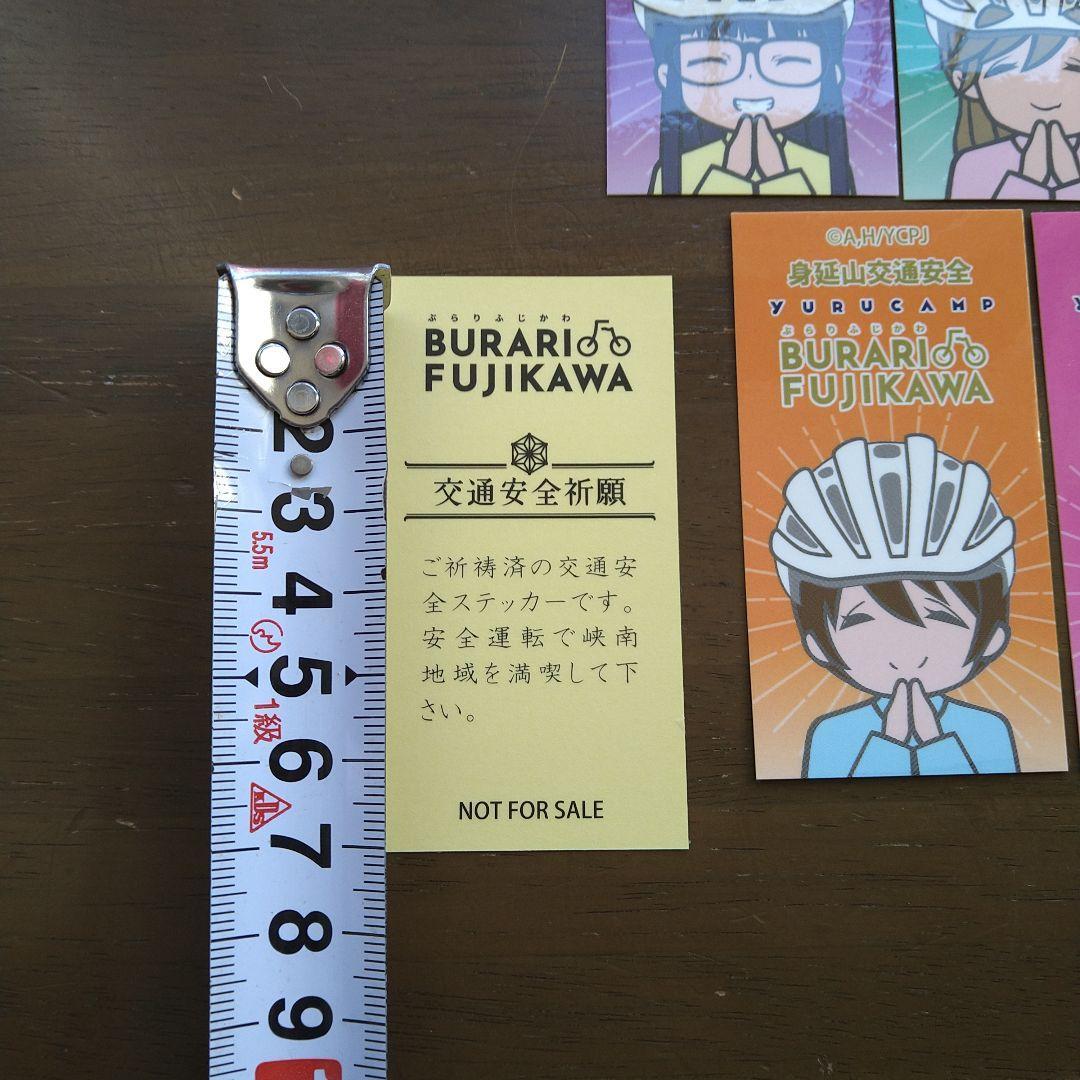 ぶらりふじかわ
BURARI
FUJIKAWA
交通安全祈願
ご祈祷済の交通安
全ステッカーです。
安全運転で峡南
地域を満喫して下
さい。
NOT FOR SALE
©A,H/YCPJ
身延山交通安全
YURUCAMP
ぶらりふじかわ
BURARI
FUJIKAWA
2
3
5.5m
4
5
1級
6
7
8
9